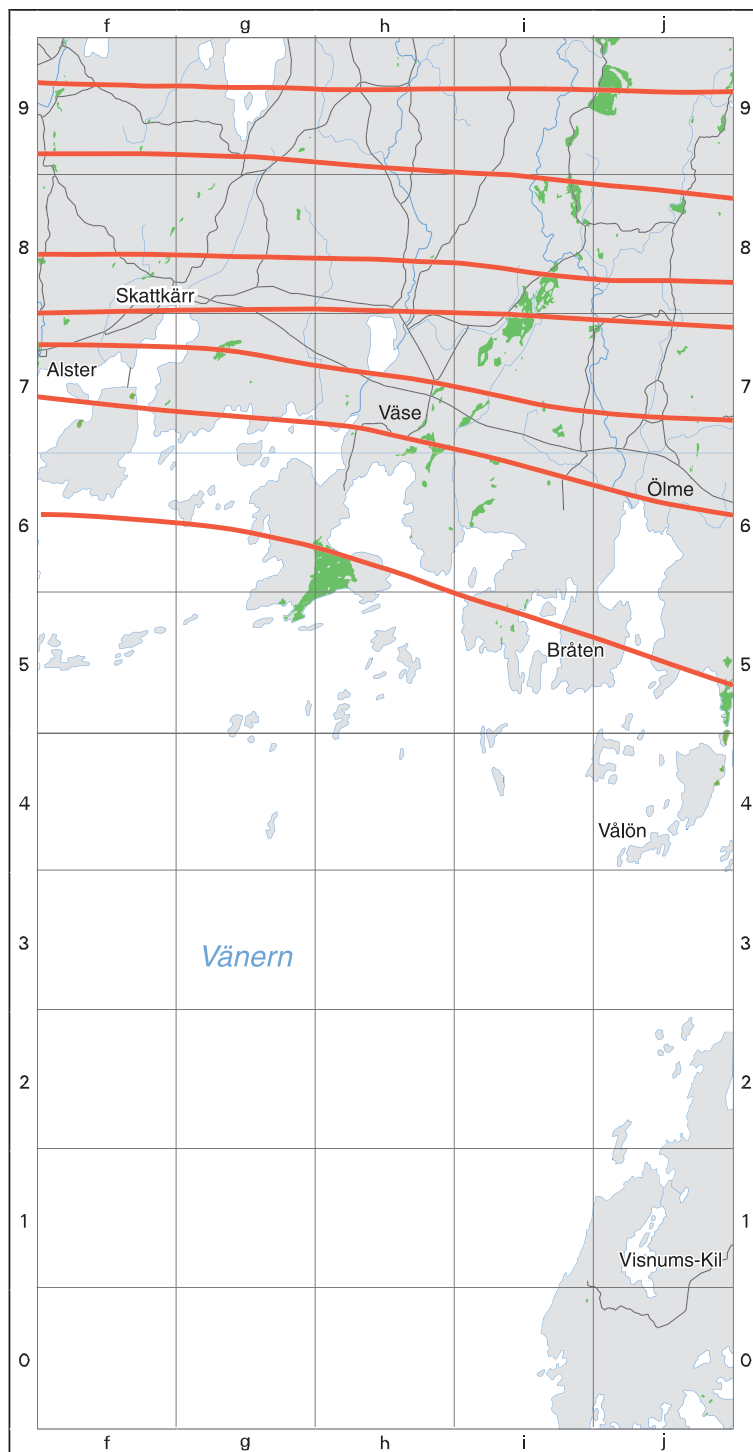 f g h i j
9 9
8 8
Skattkärr
Alster
7 7
Väse
Ölme
6 6
Bråten
5 5
4 4
Vålön
Vänern
3 3
2 2
1 1
Visnums-Kil
0 0
f g h i j